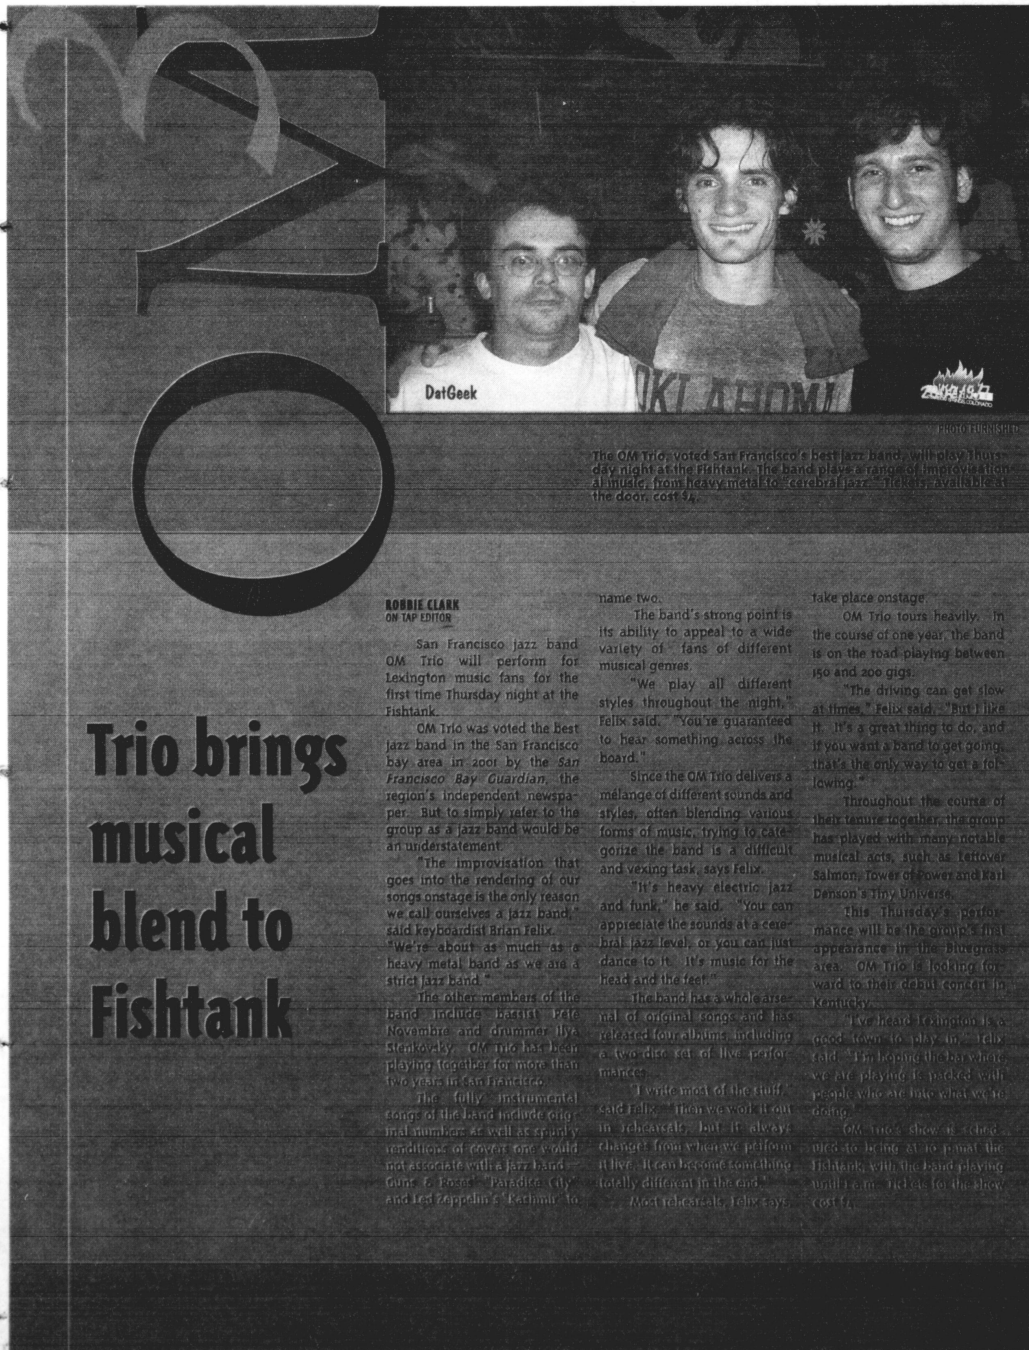 OM3
DatGeek
OKLAHOMA
PHOTO FURNISHED
The OM Trio, voted San Francisco's best jazz band, will play Thurs-
day night at the Fishtank. The band plays a range of improvisation-
al music, from heavy metal to "cerebral jazz." Tickets, available at
the door, cost $4.
Trio brings
musical
blend to
Fishtank
ROBBIE CLARK
ON TAP EDITOR
San Francisco jazz band
OM Trio will perform for
Lexington music fans for the
first time Thursday night at the
Fishtank.
OM Trio was voted the best
jazz band in the San Francisco
bay area in 2001 by the San
Francisco Bay Guardian, the
region's independent newspa-
per. But to simply refer to the
group as a jazz band would be
an understatement.
"The improvisation that
goes into the rendering of our
songs onstage is the only reason
we call ourselves a jazz band,"
said keyboardist Brian Felix.
"We're about as much as a
heavy metal band as we are a
strict jazz band."
The other members of the
band include bassist Pete
Novembre and drummer Ilya
Stemkovsky. OM Trio has been
playing together for more than
two years in San Francisco.
The fully instrumental
songs of the band include orig-
inal numbers as well as spunky
renditions of covers one would
not associate with a jazz band —
Guns & Roses' "Paradise City"
and Led Zeppelin's "Kashmir" to
name two.
The band's strong point is
its ability to appeal to a wide
variety of fans of different
musical genres.
"We play all different
styles throughout the night,"
Felix said. "You're guaranteed
to hear something across the
board."
Since the OM Trio delivers a
mélange of different sounds and
styles, often blending various
forms of music, trying to cate-
gorize the band is a difficult
and vexing task, says Felix.
"It's heavy electric jazz
and funk," he said. "You can
appreciate the sounds at a cere-
bral jazz level, or you can just
dance to it. It's music for the
head and the feet."
The band has a whole arse-
nal of original songs and has
released four albums, including
a two-disc set of live perfor-
mances.
"I write most of the stuff,"
said Felix. "Then we work it out
in rehearsals, but it always
changes from when we perform
it live. It can become something
totally different in the end."
Most rehearsals, Felix says,
take place onstage.
OM Trio tours heavily. In
the course of one year, the band
is on the road playing between
150 and 200 gigs.
"The driving can get slow
at times," Felix said. "But I like
it. It's a great thing to do, and
if you want a band to get going,
that's the only way to get a fol-
lowing."
Throughout the course of
their tenure together, the group
has played with many notable
musical acts, such as Leftover
Salmon, Tower of Power and Karl
Denson's Tiny Universe.
This Thursday's perfor-
mance will be the group's first
appearance in the Bluegrass
area. OM Trio is looking for-
ward to their debut concert in
Kentucky.
"I've heard Lexington is a
good town to play in," Felix
said. "I'm hoping the bar where
we are playing is packed with
people who are into what we're
doing."
OM Trio's show is sched-
uled to being at 10 p.m. at the
Fishtank, with the band playing
until 1 a.m. Tickets for the show
cost $4.